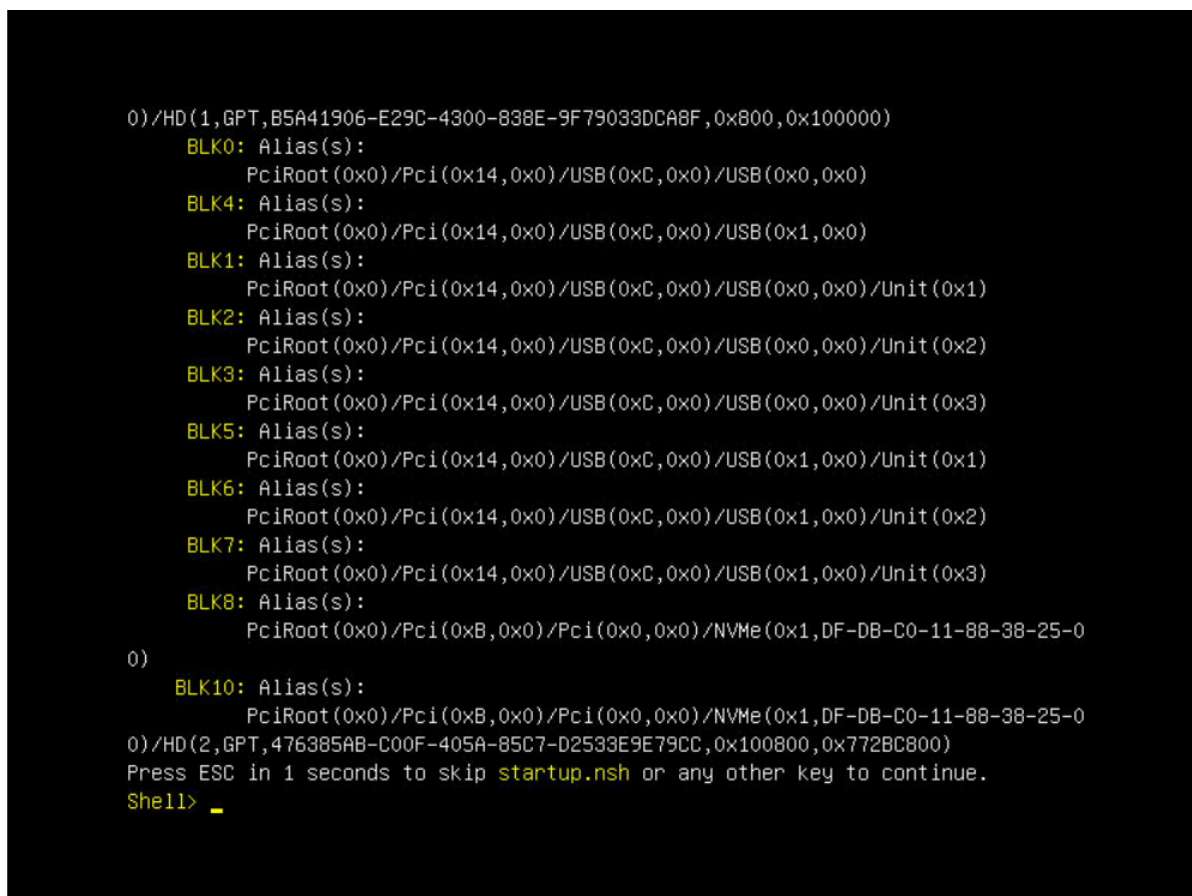 0)/HD(1,GPT,B5A41906-E29C-4300-838E-9F79033DCA8F,0x800,0x100000)
BLK0: Alias(s):
PciRoot(0x0)/Pci(0x14,0x0)/USB(0xC,0x0)/USB(0x0,0x0)
BLK4: Alias(s):
PciRoot(0x0)/Pci(0x14,0x0)/USB(0xC,0x0)/USB(0x1,0x0)
BLK1: Alias(s):
PciRoot(0x0)/Pci(0x14,0x0)/USB(0xC,0x0)/USB(0x0,0x0)/Unit(0x1)
BLK2: Alias(s):
PciRoot(0x0)/Pci(0x14,0x0)/USB(0xC,0x0)/USB(0x0,0x0)/Unit(0x2)
BLK3: Alias(s):
PciRoot(0x0)/Pci(0x14,0x0)/USB(0xC,0x0)/USB(0x0,0x0)/Unit(0x3)
BLK5: Alias(s):
PciRoot(0x0)/Pci(0x14,0x0)/USB(0xC,0x0)/USB(0x1,0x0)/Unit(0x1)
BLK6: Alias(s):
PciRoot(0x0)/Pci(0x14,0x0)/USB(0xC,0x0)/USB(0x1,0x0)/Unit(0x2)
BLK7: Alias(s):
PciRoot(0x0)/Pci(0x14,0x0)/USB(0xC,0x0)/USB(0x1,0x0)/Unit(0x3)
BLK8: Alias(s):
PciRoot(0x0)/Pci(0xB,0x0)/Pci(0x0,0x0)/NVMe(0x1,DF-DB-C0-11-88-38-25-0
0)
BLK10: Alias(s):
PciRoot(0x0)/Pci(0xB,0x0)/Pci(0x0,0x0)/NVMe(0x1,DF-DB-C0-11-88-38-25-0
0)/HD(2,GPT,476385AB-C00F-405A-85C7-D2533E9E79CC,0x100800,0x772BC800)
Press ESC in 1 seconds to skip startup.nsh or any other key to continue.
Shell> _